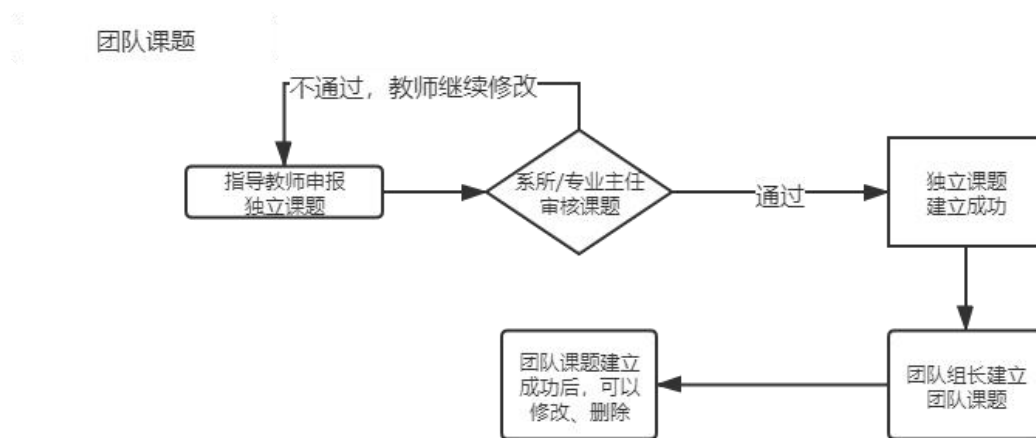 团队课题
不通过，教师继续修改
指导教师申报
独立课题
系所/专业主任
审核课题
通过
独立课题
建立成功
团队课题建立
成功后，可以
修改、删除
团队组长建立
团队课题